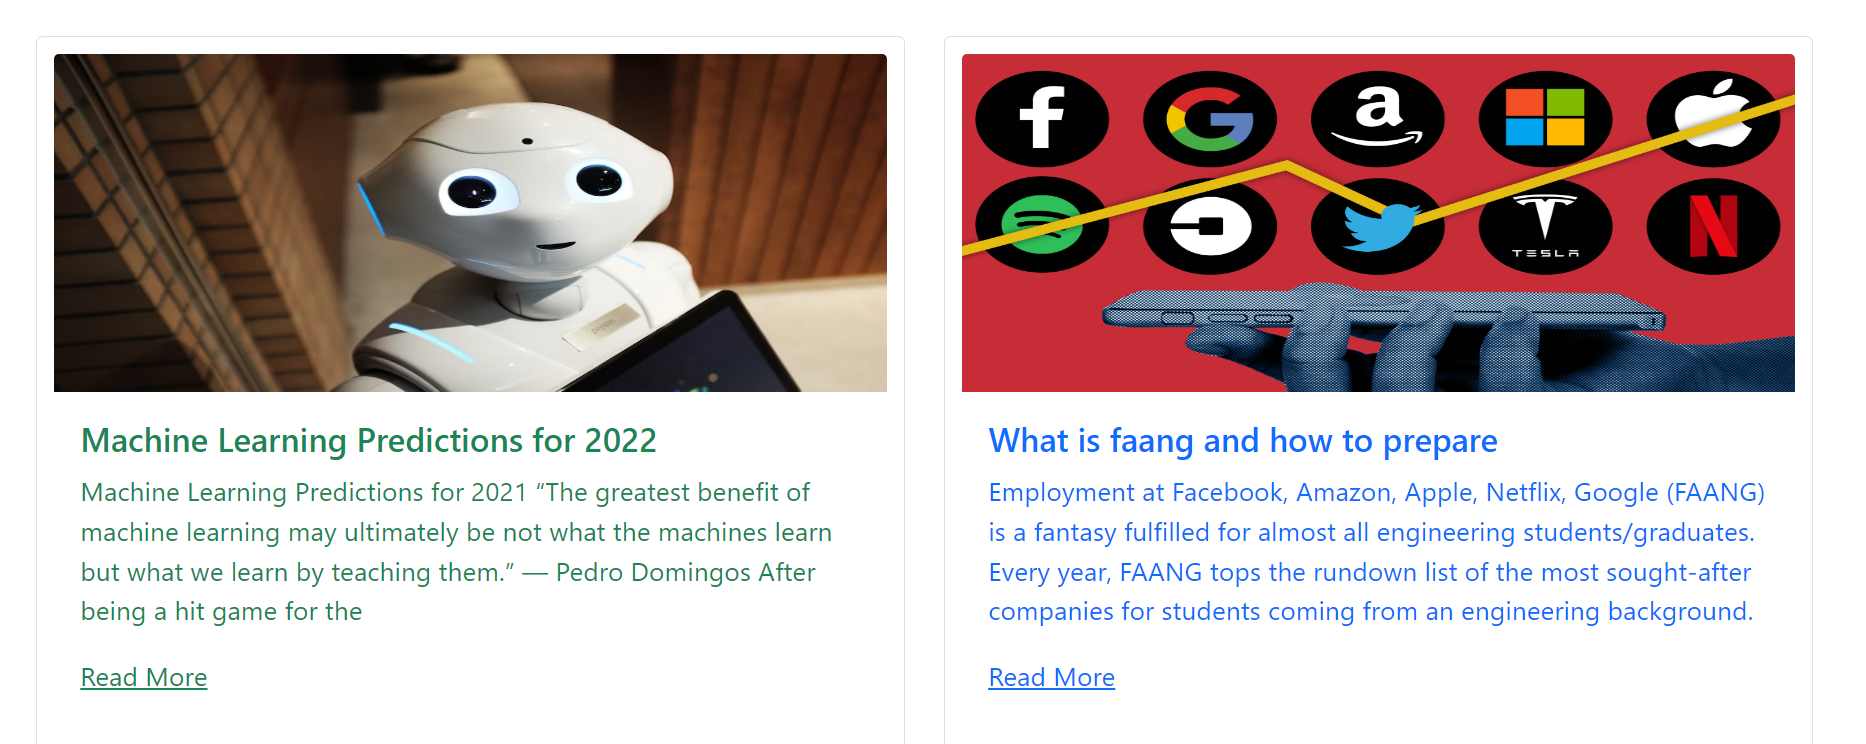 Machine Learning Predictions for 2022
Machine Learning Predictions for 2021 “The greatest benefit of
machine learning may ultimately be not what the machines learn
but what we learn by teaching them.” — Pedro Domingos After
being a hit game for the
Read More
f
G
a
TESLA
N
What is faang and how to prepare
Employment at Facebook, Amazon, Apple, Netflix, Google (FAANG)
is a fantasy fulfilled for almost all engineering students/graduates.
Every year, FAANG tops the rundown list of the most sought-after
companies for students coming from an engineering background.
Read More